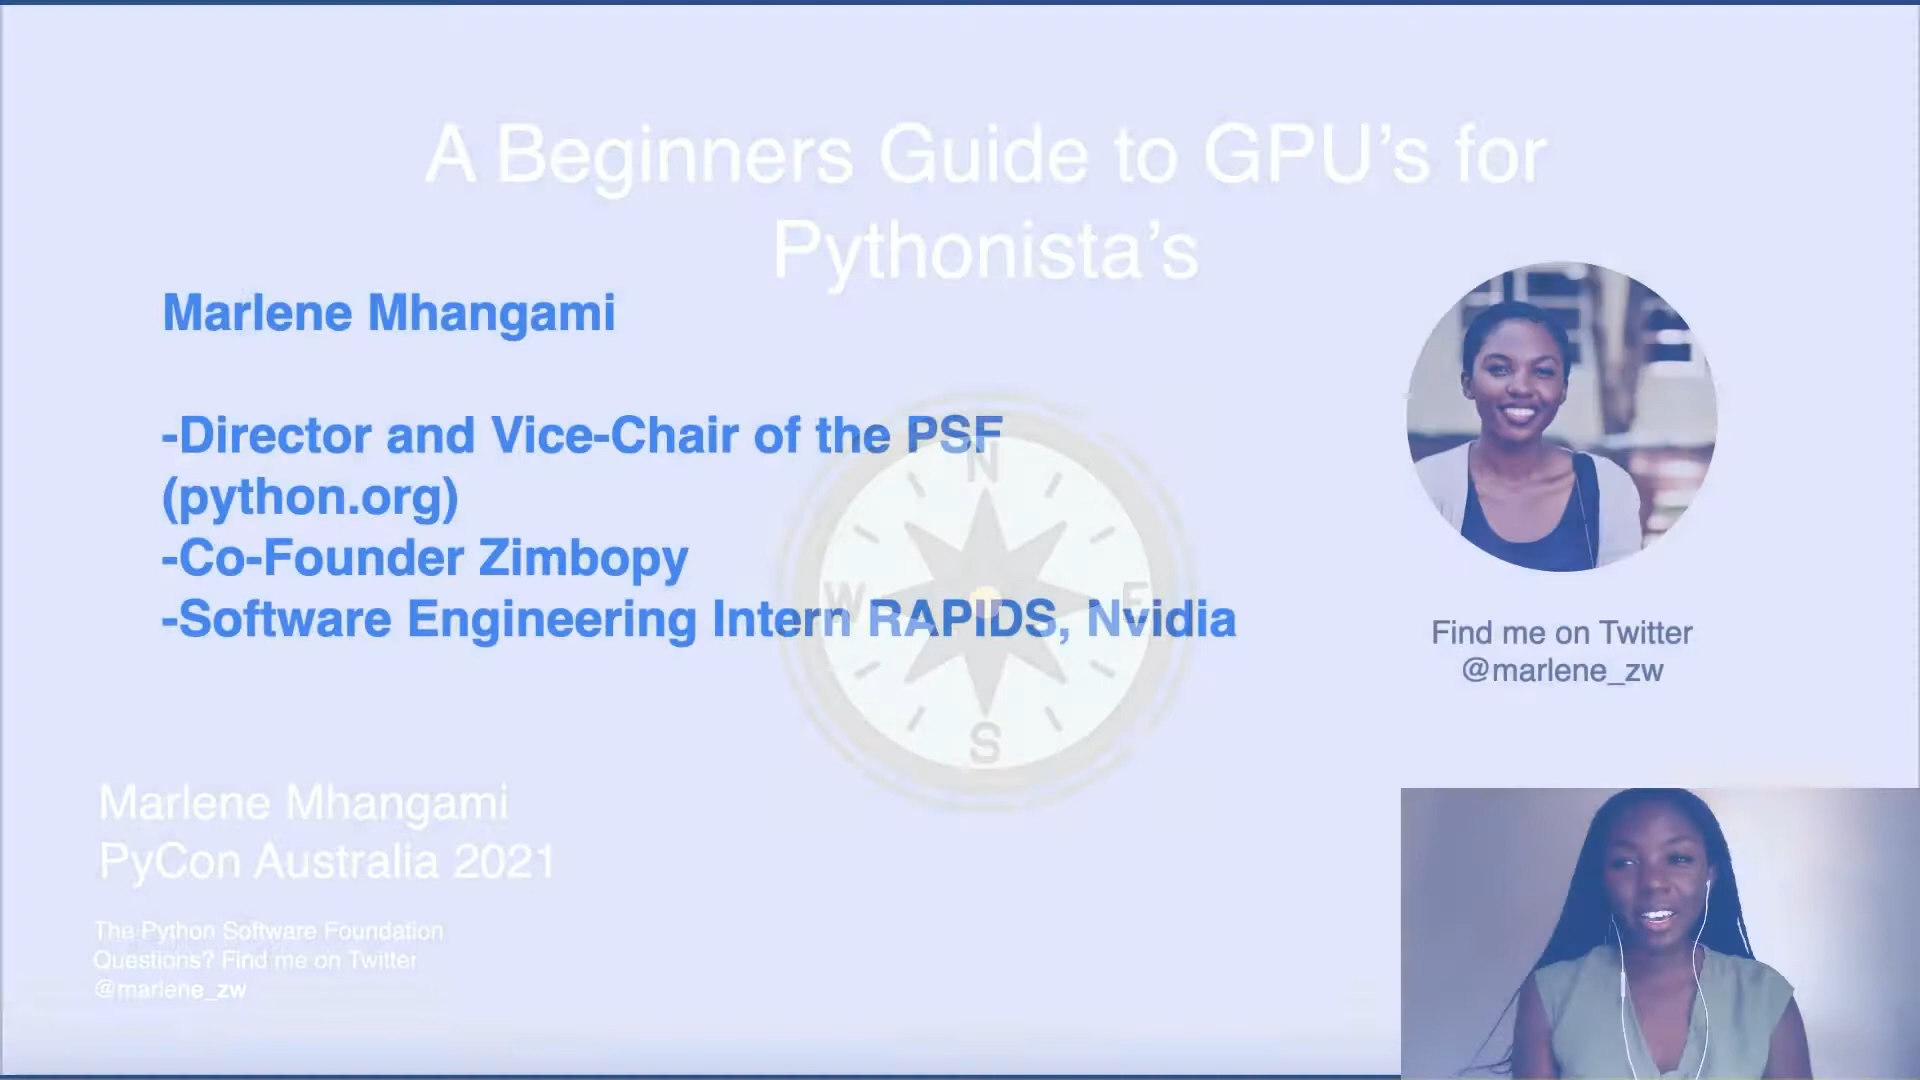 A Beginners Guide to GPU's for
Pythonista's
Marlene Mhangami
-Director and Vice-Chair of the PSF
(python.org)
-Co-Founder Zimbopy
-Software Engineering Intern RAPIDS, Nvidia
N
W
E
S
Find me on Twitter
@marlene_zw
Marlene Mhangami
PyCon Australia 2021
The Python Software Foundation
Questions? Find me on Twitter
@marlene_zw